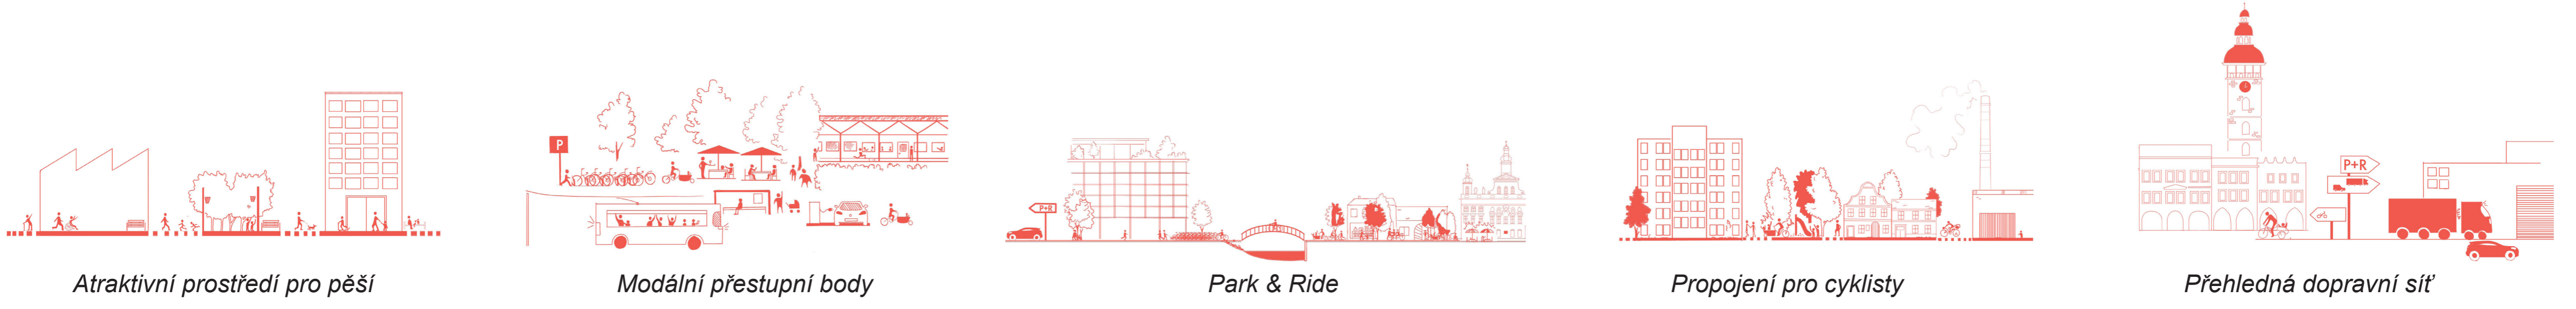 P
P+R
P+R
Atraktivní prostředí pro pěší
Modální přestupní body
Park & Ride
Propojení pro cyklisty
Přehledná dopravní síť